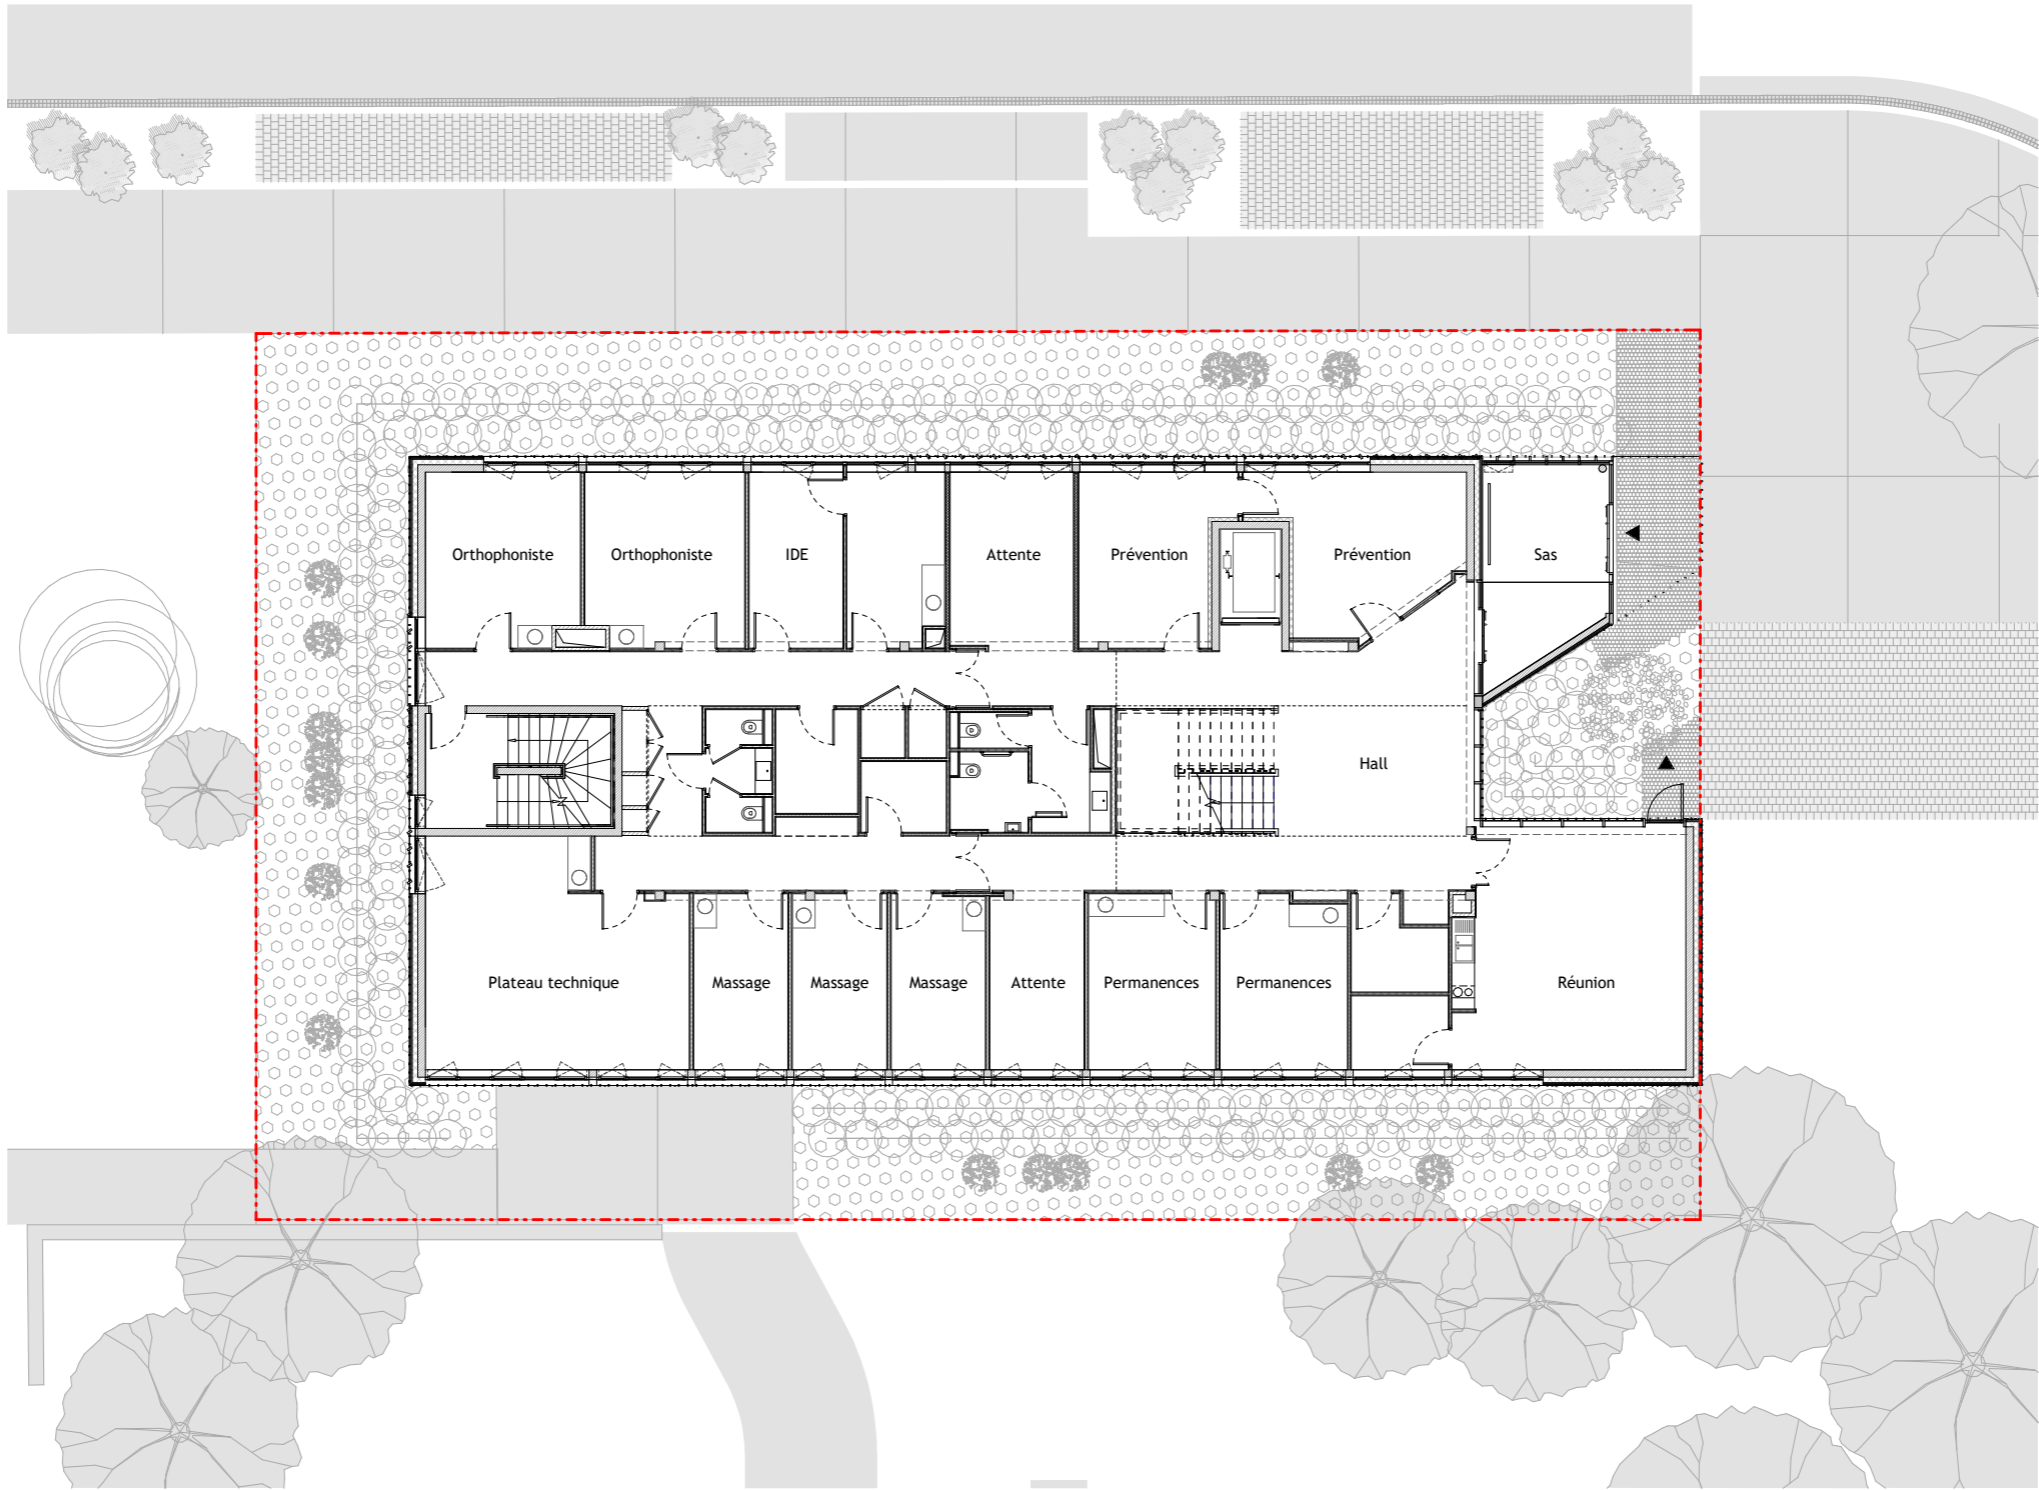 Orthophoniste
Orthophoniste
IDE
Attente
Prévention
Prévention
Sas
Hall
Plateau technique
Massage
Massage
Massage
Attente
Permanences
Permanences
Réunion